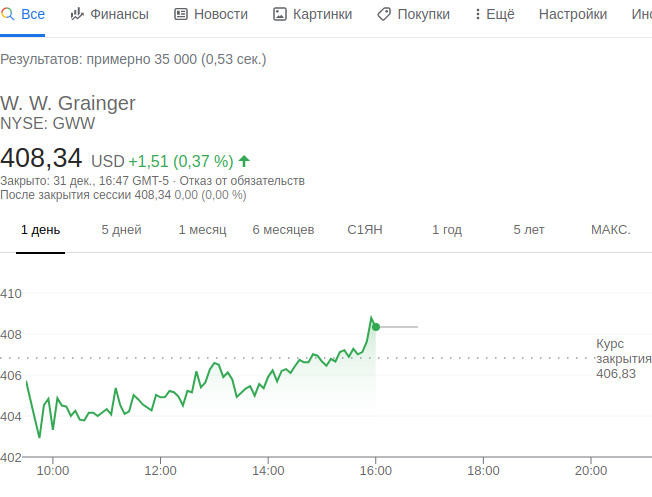 Все Финансы Новости Картинки Покупки Ещё Настройки
Результатов: примерно 35 000 (0,53 сек.)
W. W. Grainger
NYSE: GWW
408,34 USD +1,51 (0,37 %)
Закрыто: 31 дек., 16:47 GMT-5 · Отказ от обязательств
После закрытия сессии 408,34 0,00 (0,00 %)
1 день 5 дней 1 месяц 6 месяцев С1ЯН 1 год 5 лет МАКС.
410
408
Курс
закрытия
406,83
406
404
402
10:00 12:00 14:00 16:00 18:00 20:00